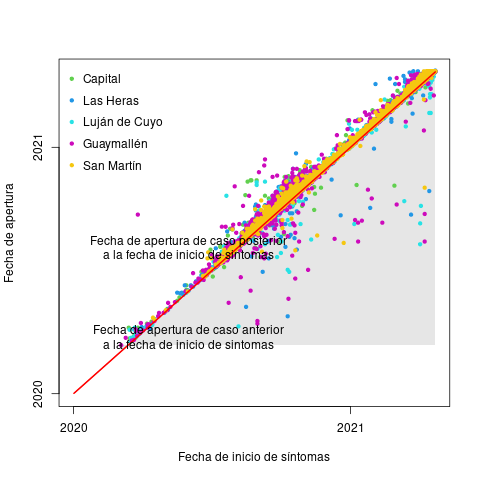 Capital
Las Heras
Luján de Cuyo
Guaymallén
San Martín
Fecha de apertura de caso posterior
a la fecha de inicio de síntomas
Fecha de apertura de caso anterior
a la fecha de inicio de síntomas
2021
2020
Fecha de apertura
2020
2021
Fecha de inicio de síntomas